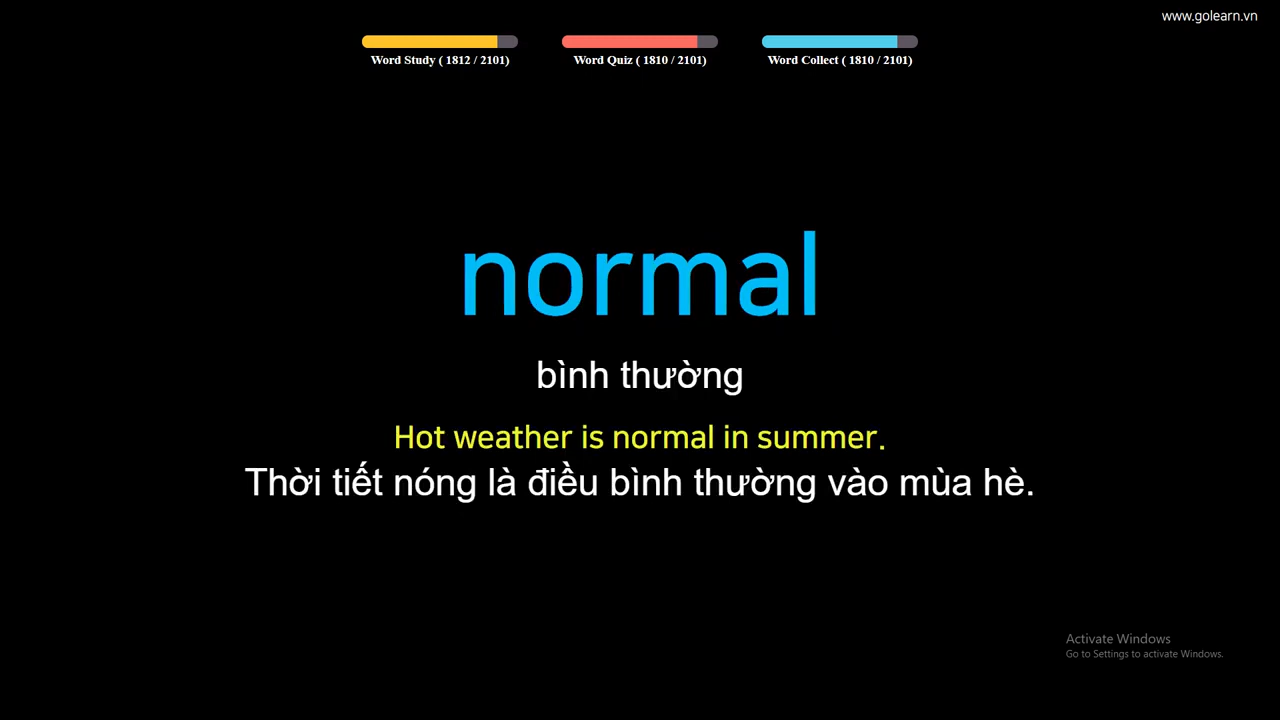 www.golearn.vn
Word Study ( 1812 / 2101)
Word Quiz ( 1810 / 2101)
Word Collect ( 1810 / 2101)
normal
bình thường
Hot weather is normal in summer.
Thời tiết nóng là điều bình thường vào mùa hè.
Activate Windows
Go to Settings to activate Windows.